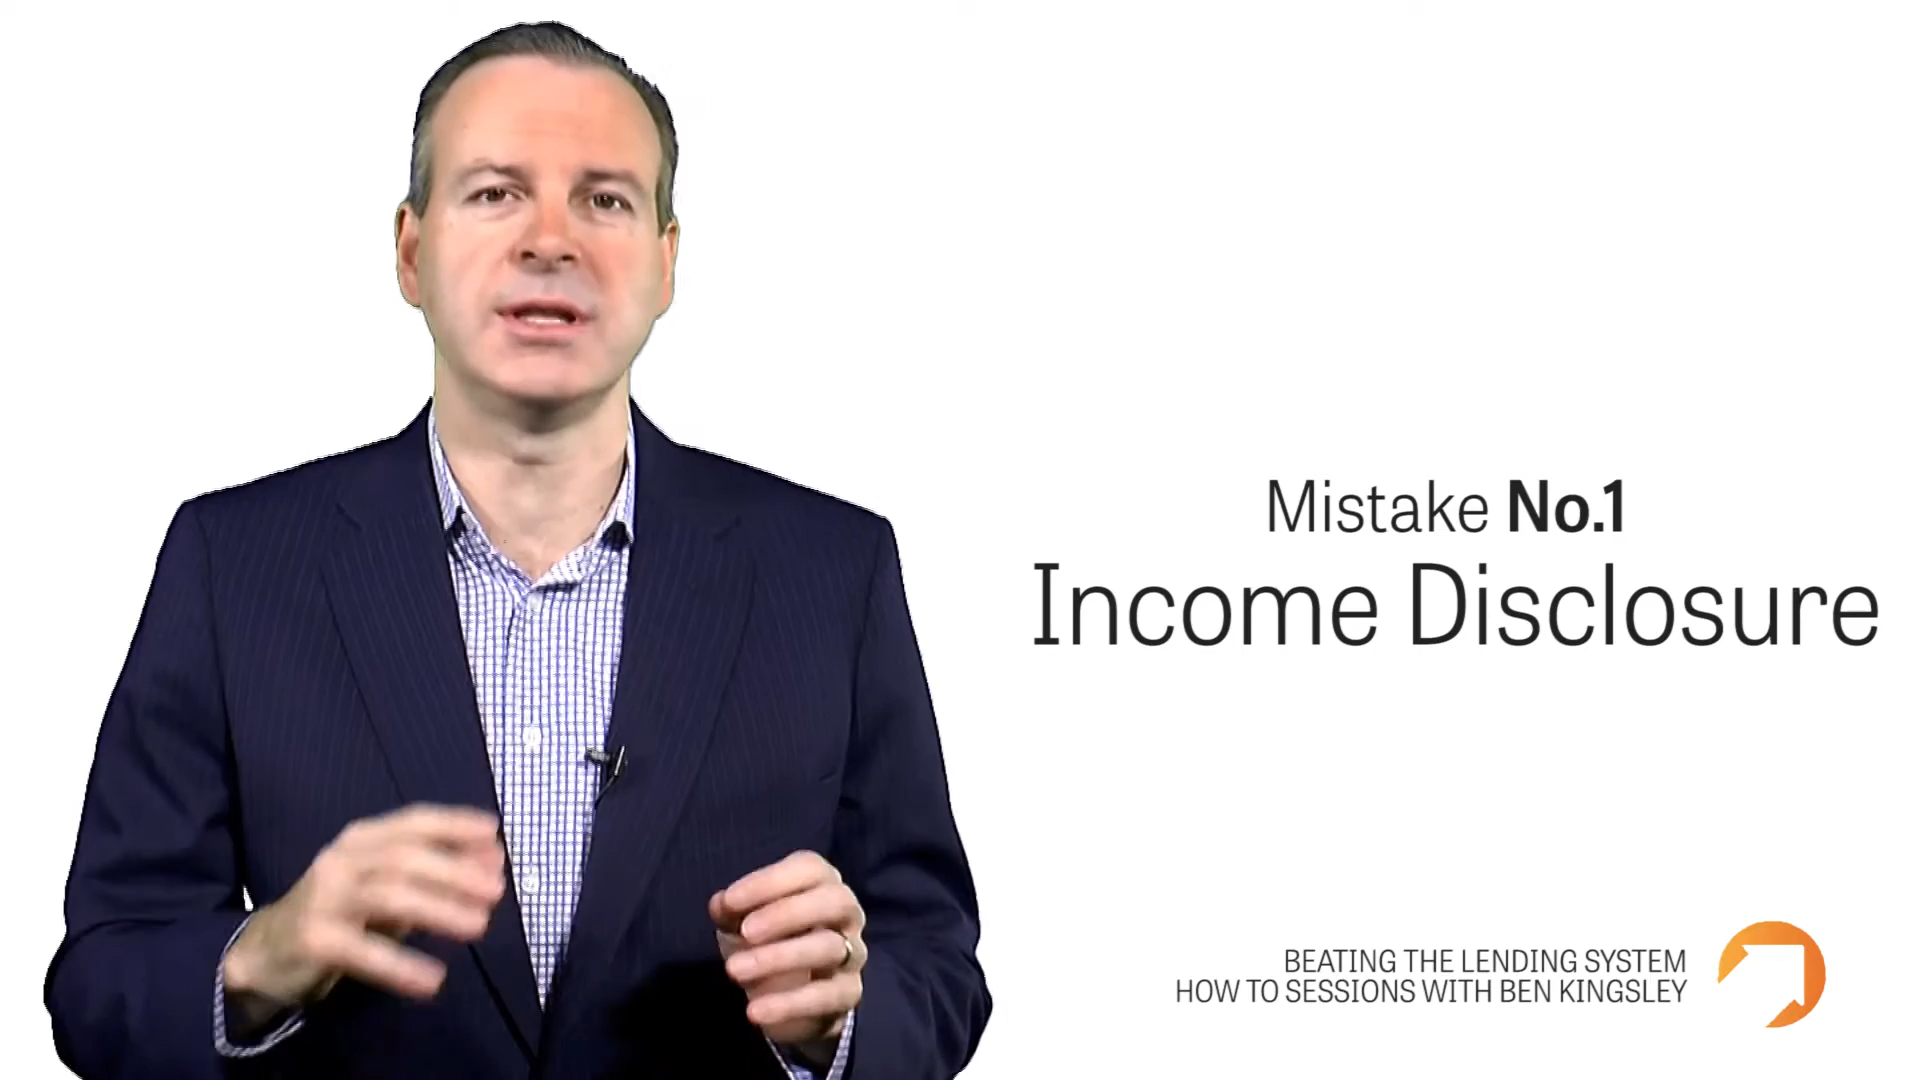 Mistake No.1
Income Disclosure
BEATING THE LENDING SYSTEM
HOW TO SESSIONS WITH BEN KINGSLEY